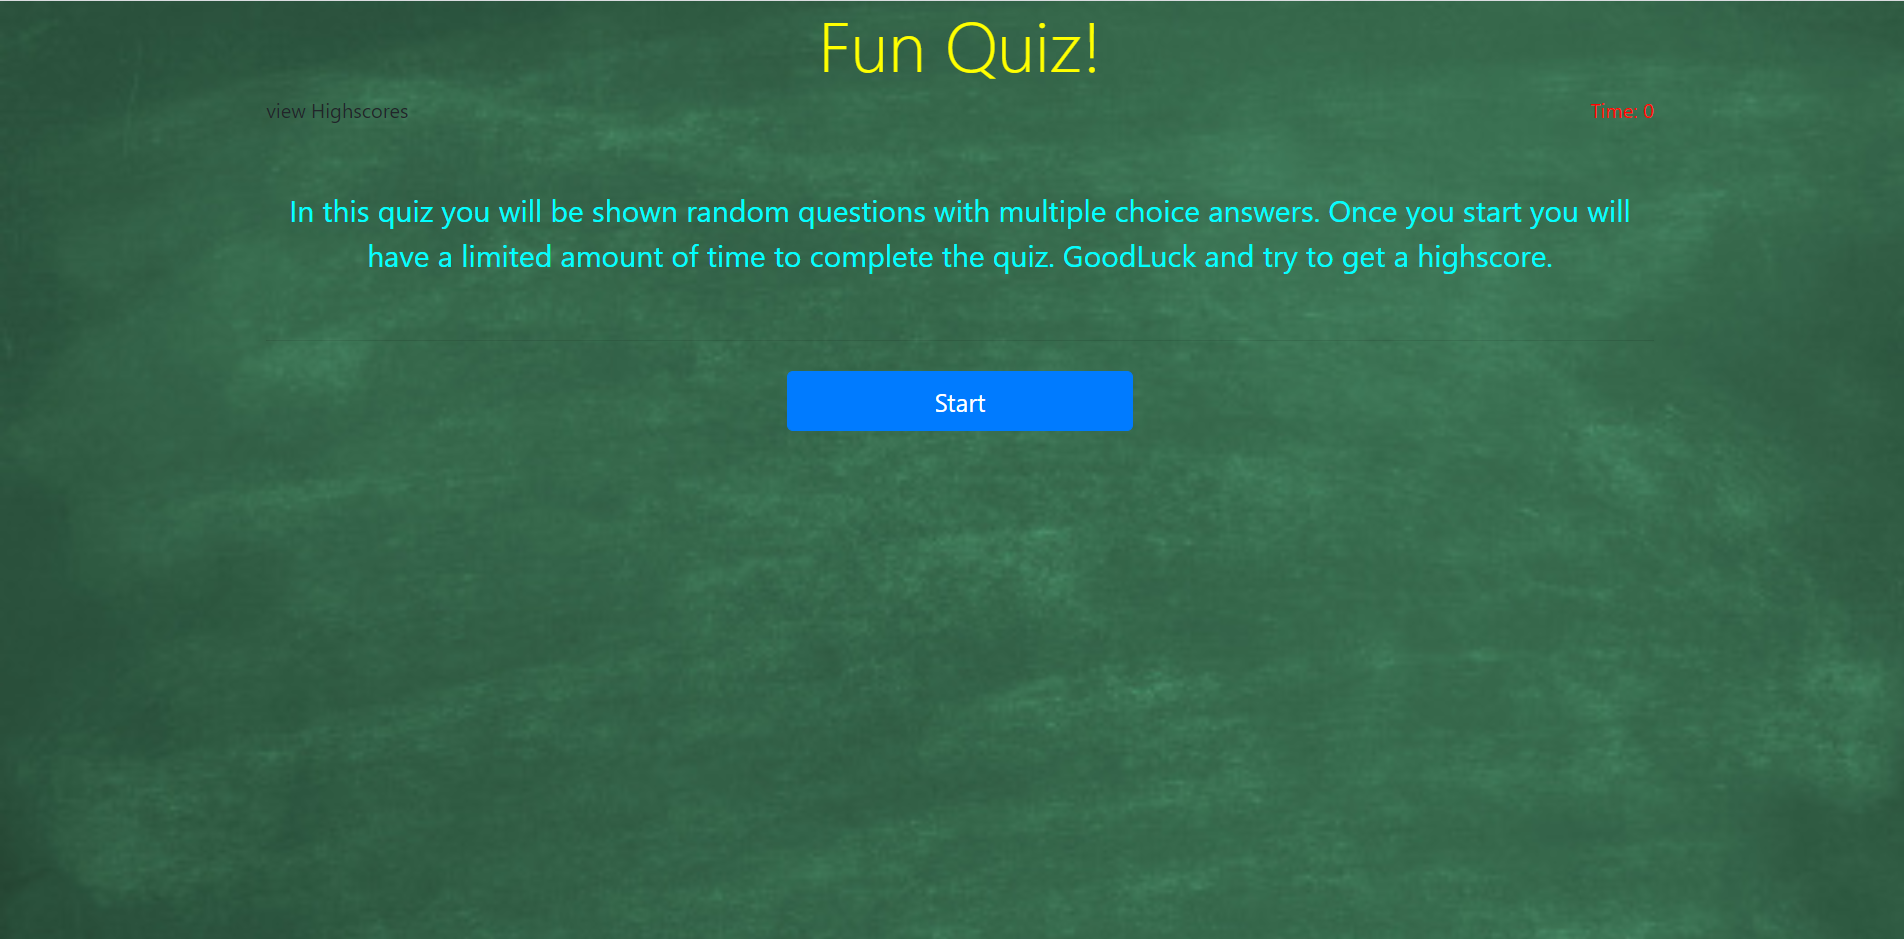 Fun Quiz!
view Highscores
Time: 0
In this quiz you will be shown random questions with multiple choice answers. Once you start you will
have a limited amount of time to complete the quiz. GoodLuck and try to get a highscore.
Start